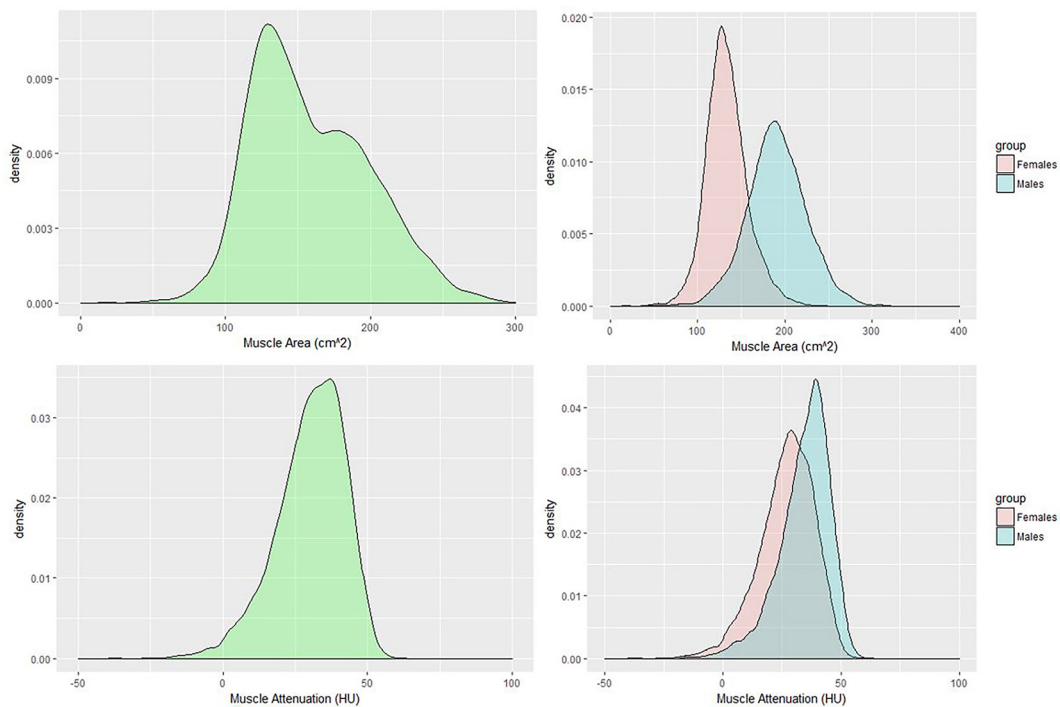 density
0.009
0.006
0.003
0.000
0
100
200
300
Muscle Area (cm^2)
density
0.020
0.015
0.010
0.005
0.000
0
100
200
300
400
Muscle Area (cm^2)
group
Females
Males
density
0.03
0.02
0.01
0.00
-50
0
50
100
Muscle Attenuation (HU)
density
0.04
0.03
0.02
0.01
0.00
-50
0
50
100
Muscle Attenuation (HU)
group
Females
Males